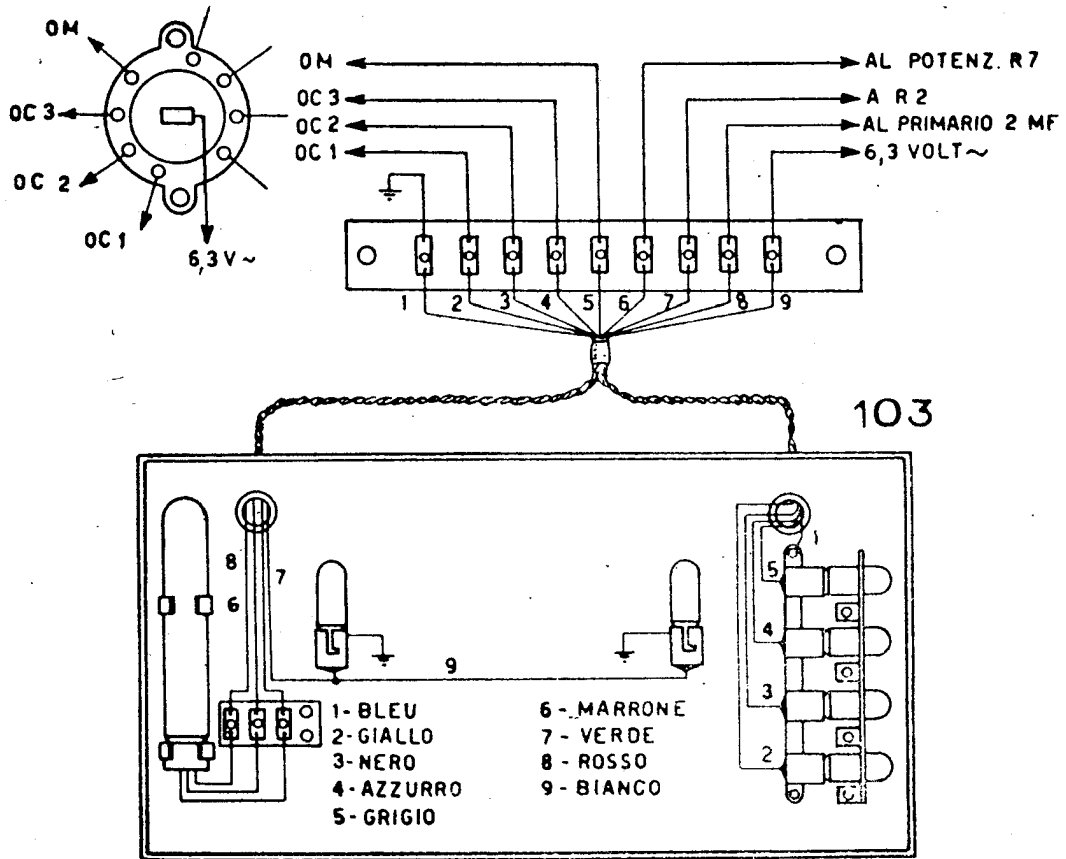 OM
OC 3
OC 2
OC 1
6,3 V ~
OM
OC 3
OC 2
OC 1
AL POTENZ. R7
A R2
AL PRIMARIO 2 MF
6,3 VOLT ~
1 2 3 4 5 6 7 8 9
103
8
7
6
9
1
5
4
3
2
1- BLEU
2- GIALLO
3- NERO
4- AZZURRO
5- GRIGIO
6 - MARRONE
7 - VERDE
8 - ROSSO
9 - BIANCO